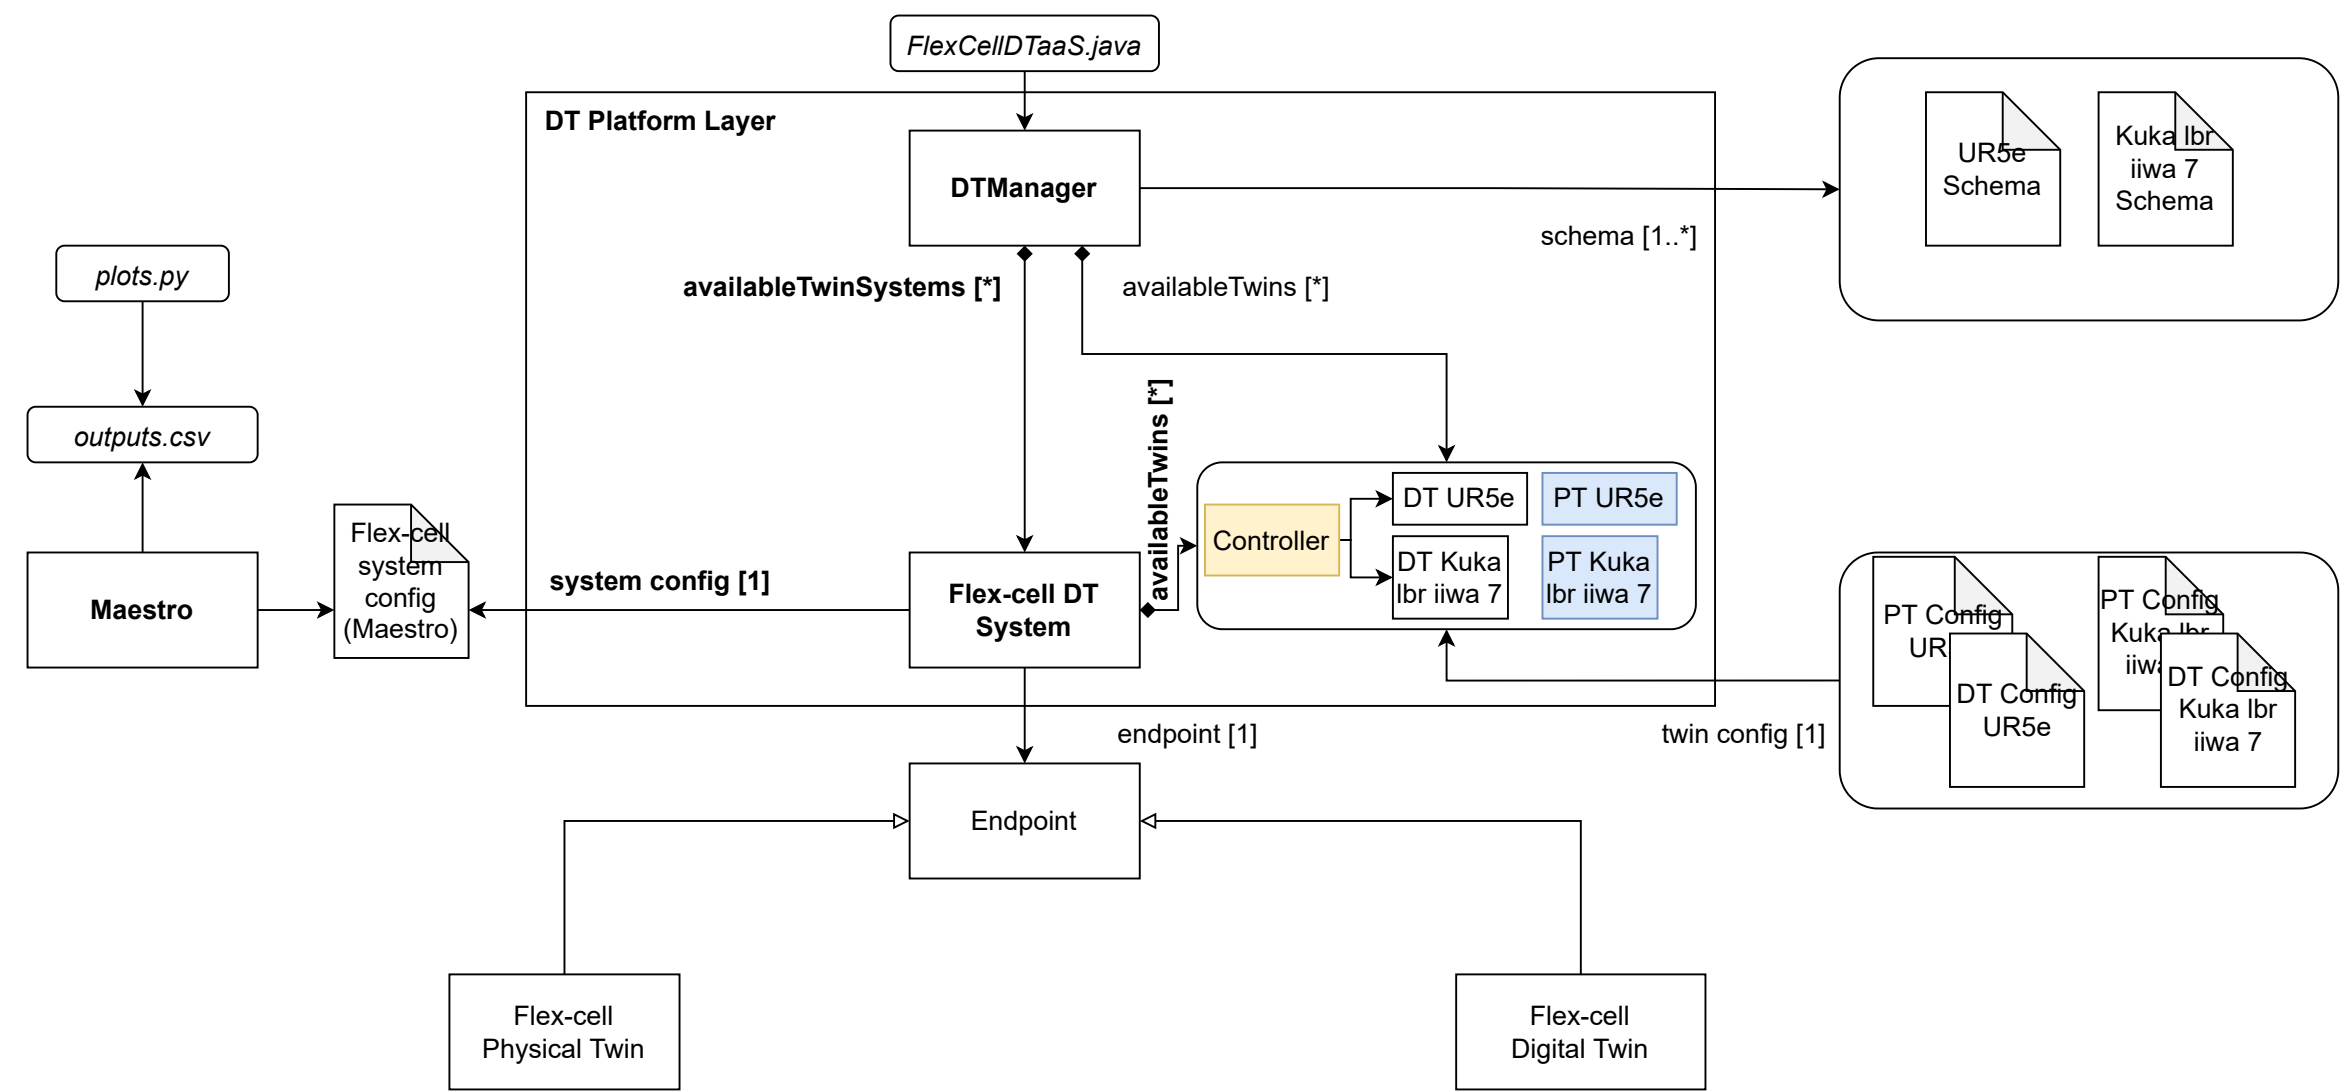 FlexCellDTaaS.java
DT Platform Layer
DTManager
UR5e
Schema
Kuka lbr
iiwa 7
Schema
schema [1..*]
plots.py
availableTwinSystems [*]
availableTwins [*]
outputs.csv
availableTwins [*]
Flex-cell
system
config
(Maestro)
Maestro
system config [1]
Flex-cell DT
System
Controller
DT UR5e
PT UR5e
DT Kuka
lbr iiwa 7
PT Kuka
lbr iiwa 7
PT Config
UR
DT Config
UR5e
PT Config
Kuka lbr
iiwa
DT Config
Kuka lbr
iiwa 7
endpoint [1]
twin config [1]
Endpoint
Flex-cell
Physical Twin
Flex-cell
Digital Twin